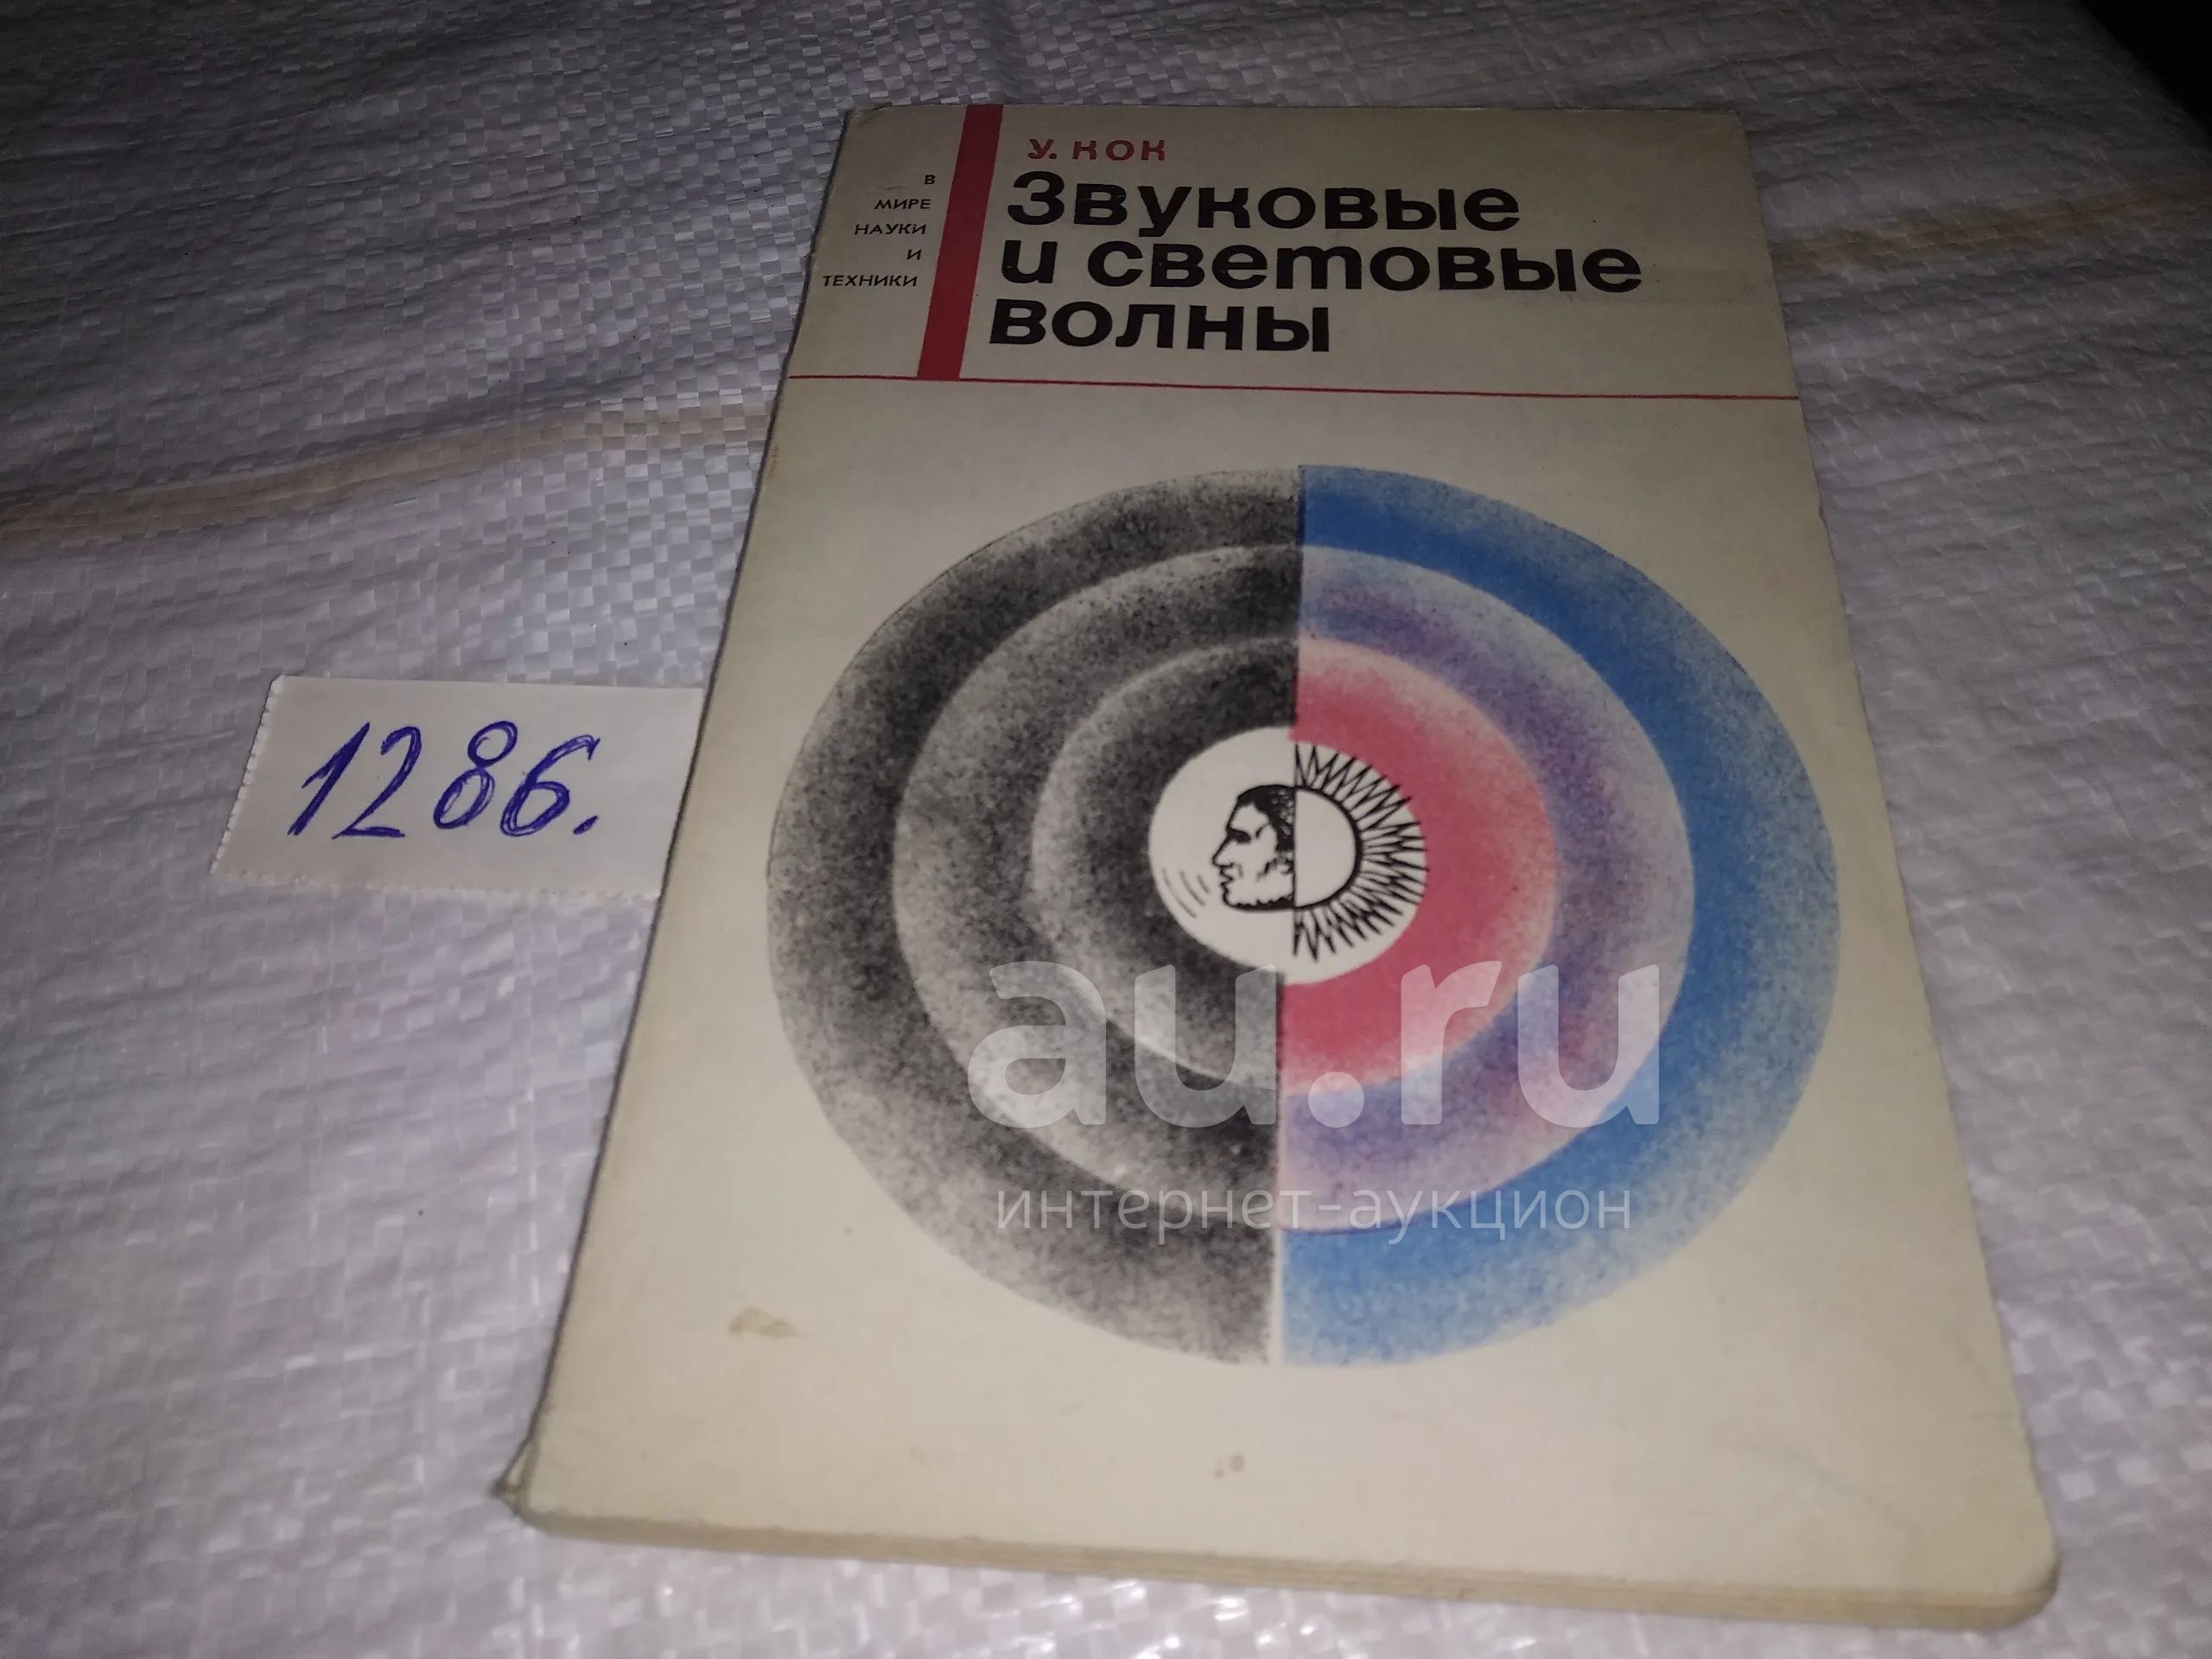 У. КОК
Звуковые
и световые
волны
В
МИРЕ
НАУКИ
И
ТЕХНИКИ
1286.
au.ru
интернет-аукцион